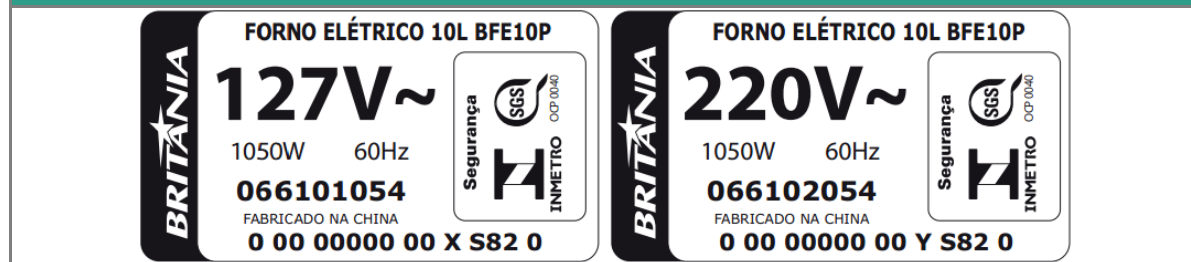 BRITANIA
FORNO ELÉTRICO 10L BFE10P
127V~
1050W 60Hz
066101054
FABRICADO NA CHINA
0 00 00000 00 X S82 0
Segurança
SGS
OCP 0040
INMETRO
BRITANIA
FORNO ELÉTRICO 10L BFE10P
220V~
1050W 60Hz
066102054
FABRICADO NA CHINA
0 00 00000 00 Y S82 0
Segurança
SGS
OCP 0040
INMETRO